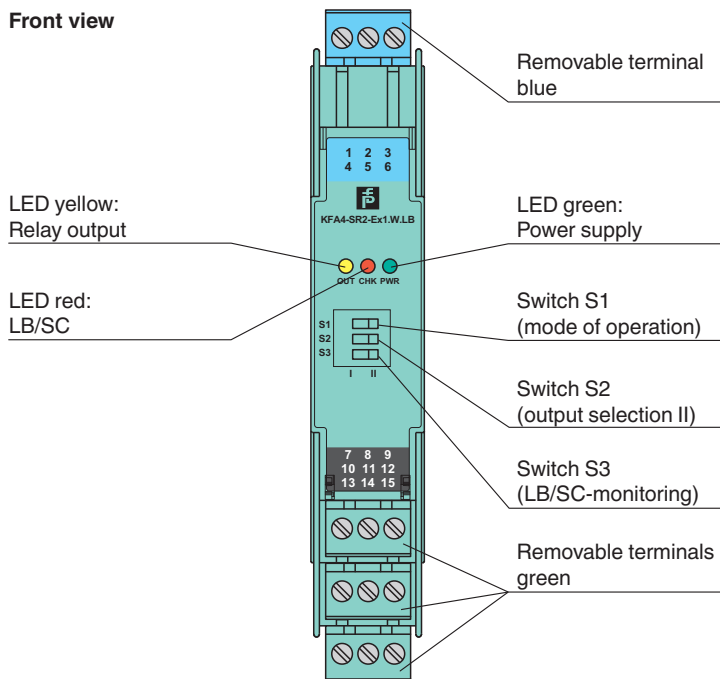 Front view
Removable terminal
blue
1 2 3
4 5 6
KFA4-SR2-Ex1.W.LB
LED yellow:
Relay output
LED green:
Power supply
OUT CHK PWR
LED red:
LB/SC
Switch S1
(mode of operation)
S1
S2
S3
I II
Switch S2
(output selection II)
Switch S3
(LB/SC-monitoring)
7 8 9
10 11 12
13 14 15
Removable terminals
green